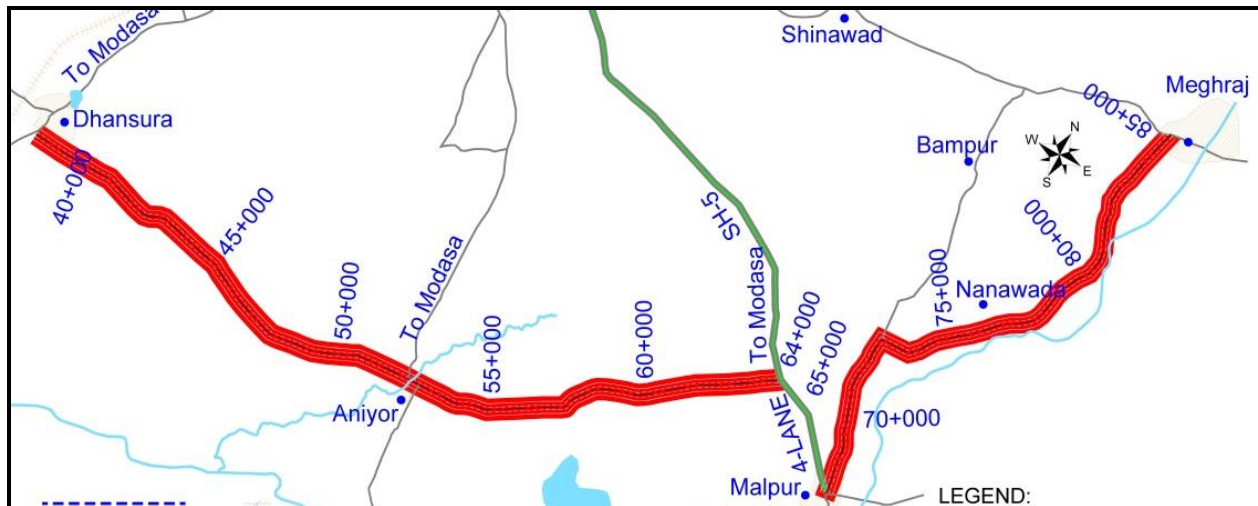 Shinawad
To Modasa
Meghraj
Dhansura
85+000
Bampur
N
W
E
S
40+000
45+000
SH-5
80+000
50+000
To Modasa
To Modasa
75+000
Nanawada
55+000
60+000
64+000
65+000
Aniyor
4-LANE
70+000
Malpur
LEGEND: